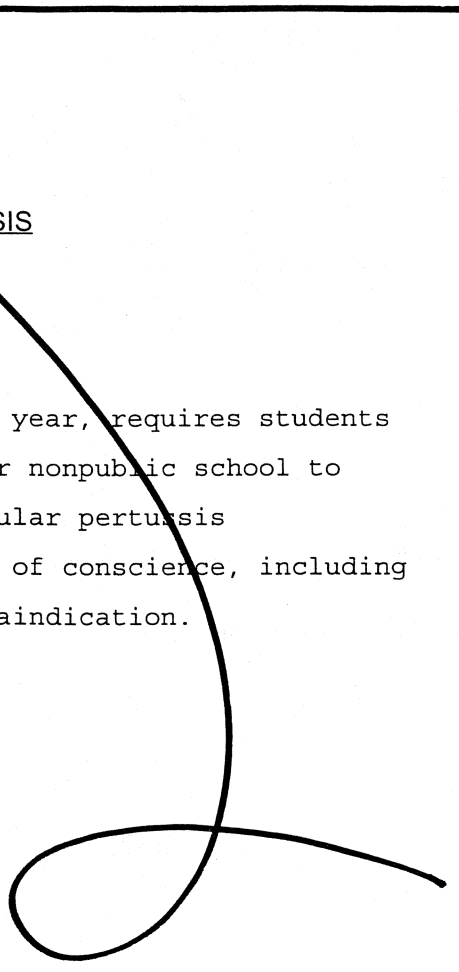 SIS
year, requires students
r nonpublic school to
ular pertussis
of conscience, including
aindication.